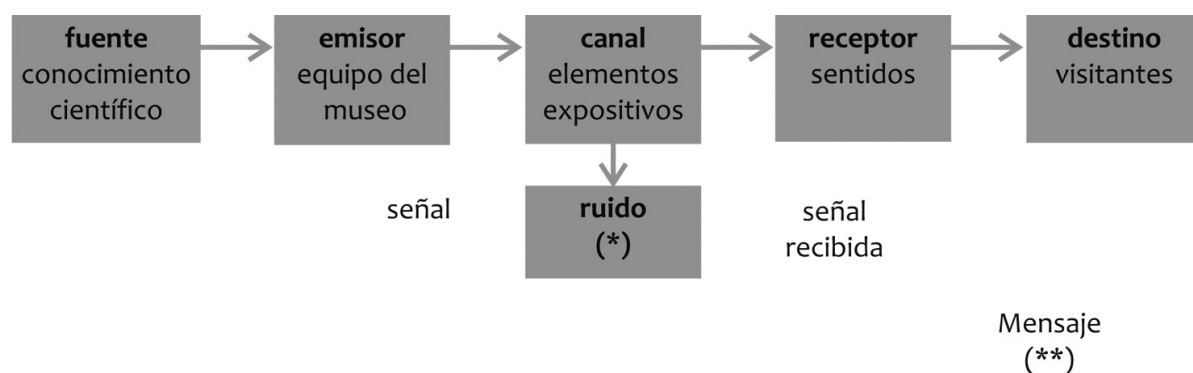 fuente
conocimiento
científico
emisor
equipo del
museo
canal
elementos
expositivos
receptor
sentidos
destino
visitantes
señal
ruido
(*)
señal
recibida
Mensaje
(**)